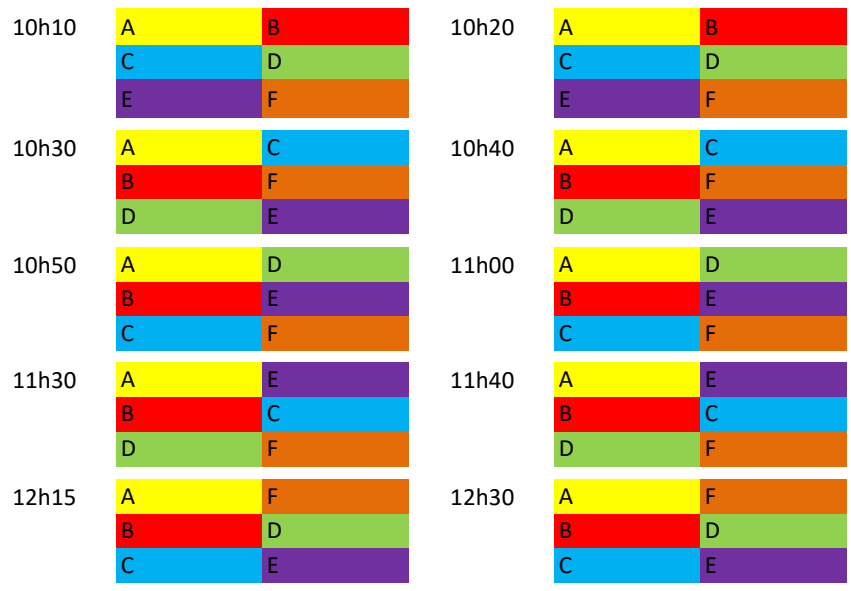 10h10 A B 10h20 A B
C D C D
E F E F
10h30 A C 10h40 A C
B F B F
D E D E
10h50 A D 11h00 A D
B E B E
C F C F
11h30 A E 11h40 A E
B C B C
D F D F
12h15 A F 12h30 A F
B D B D
C E C E